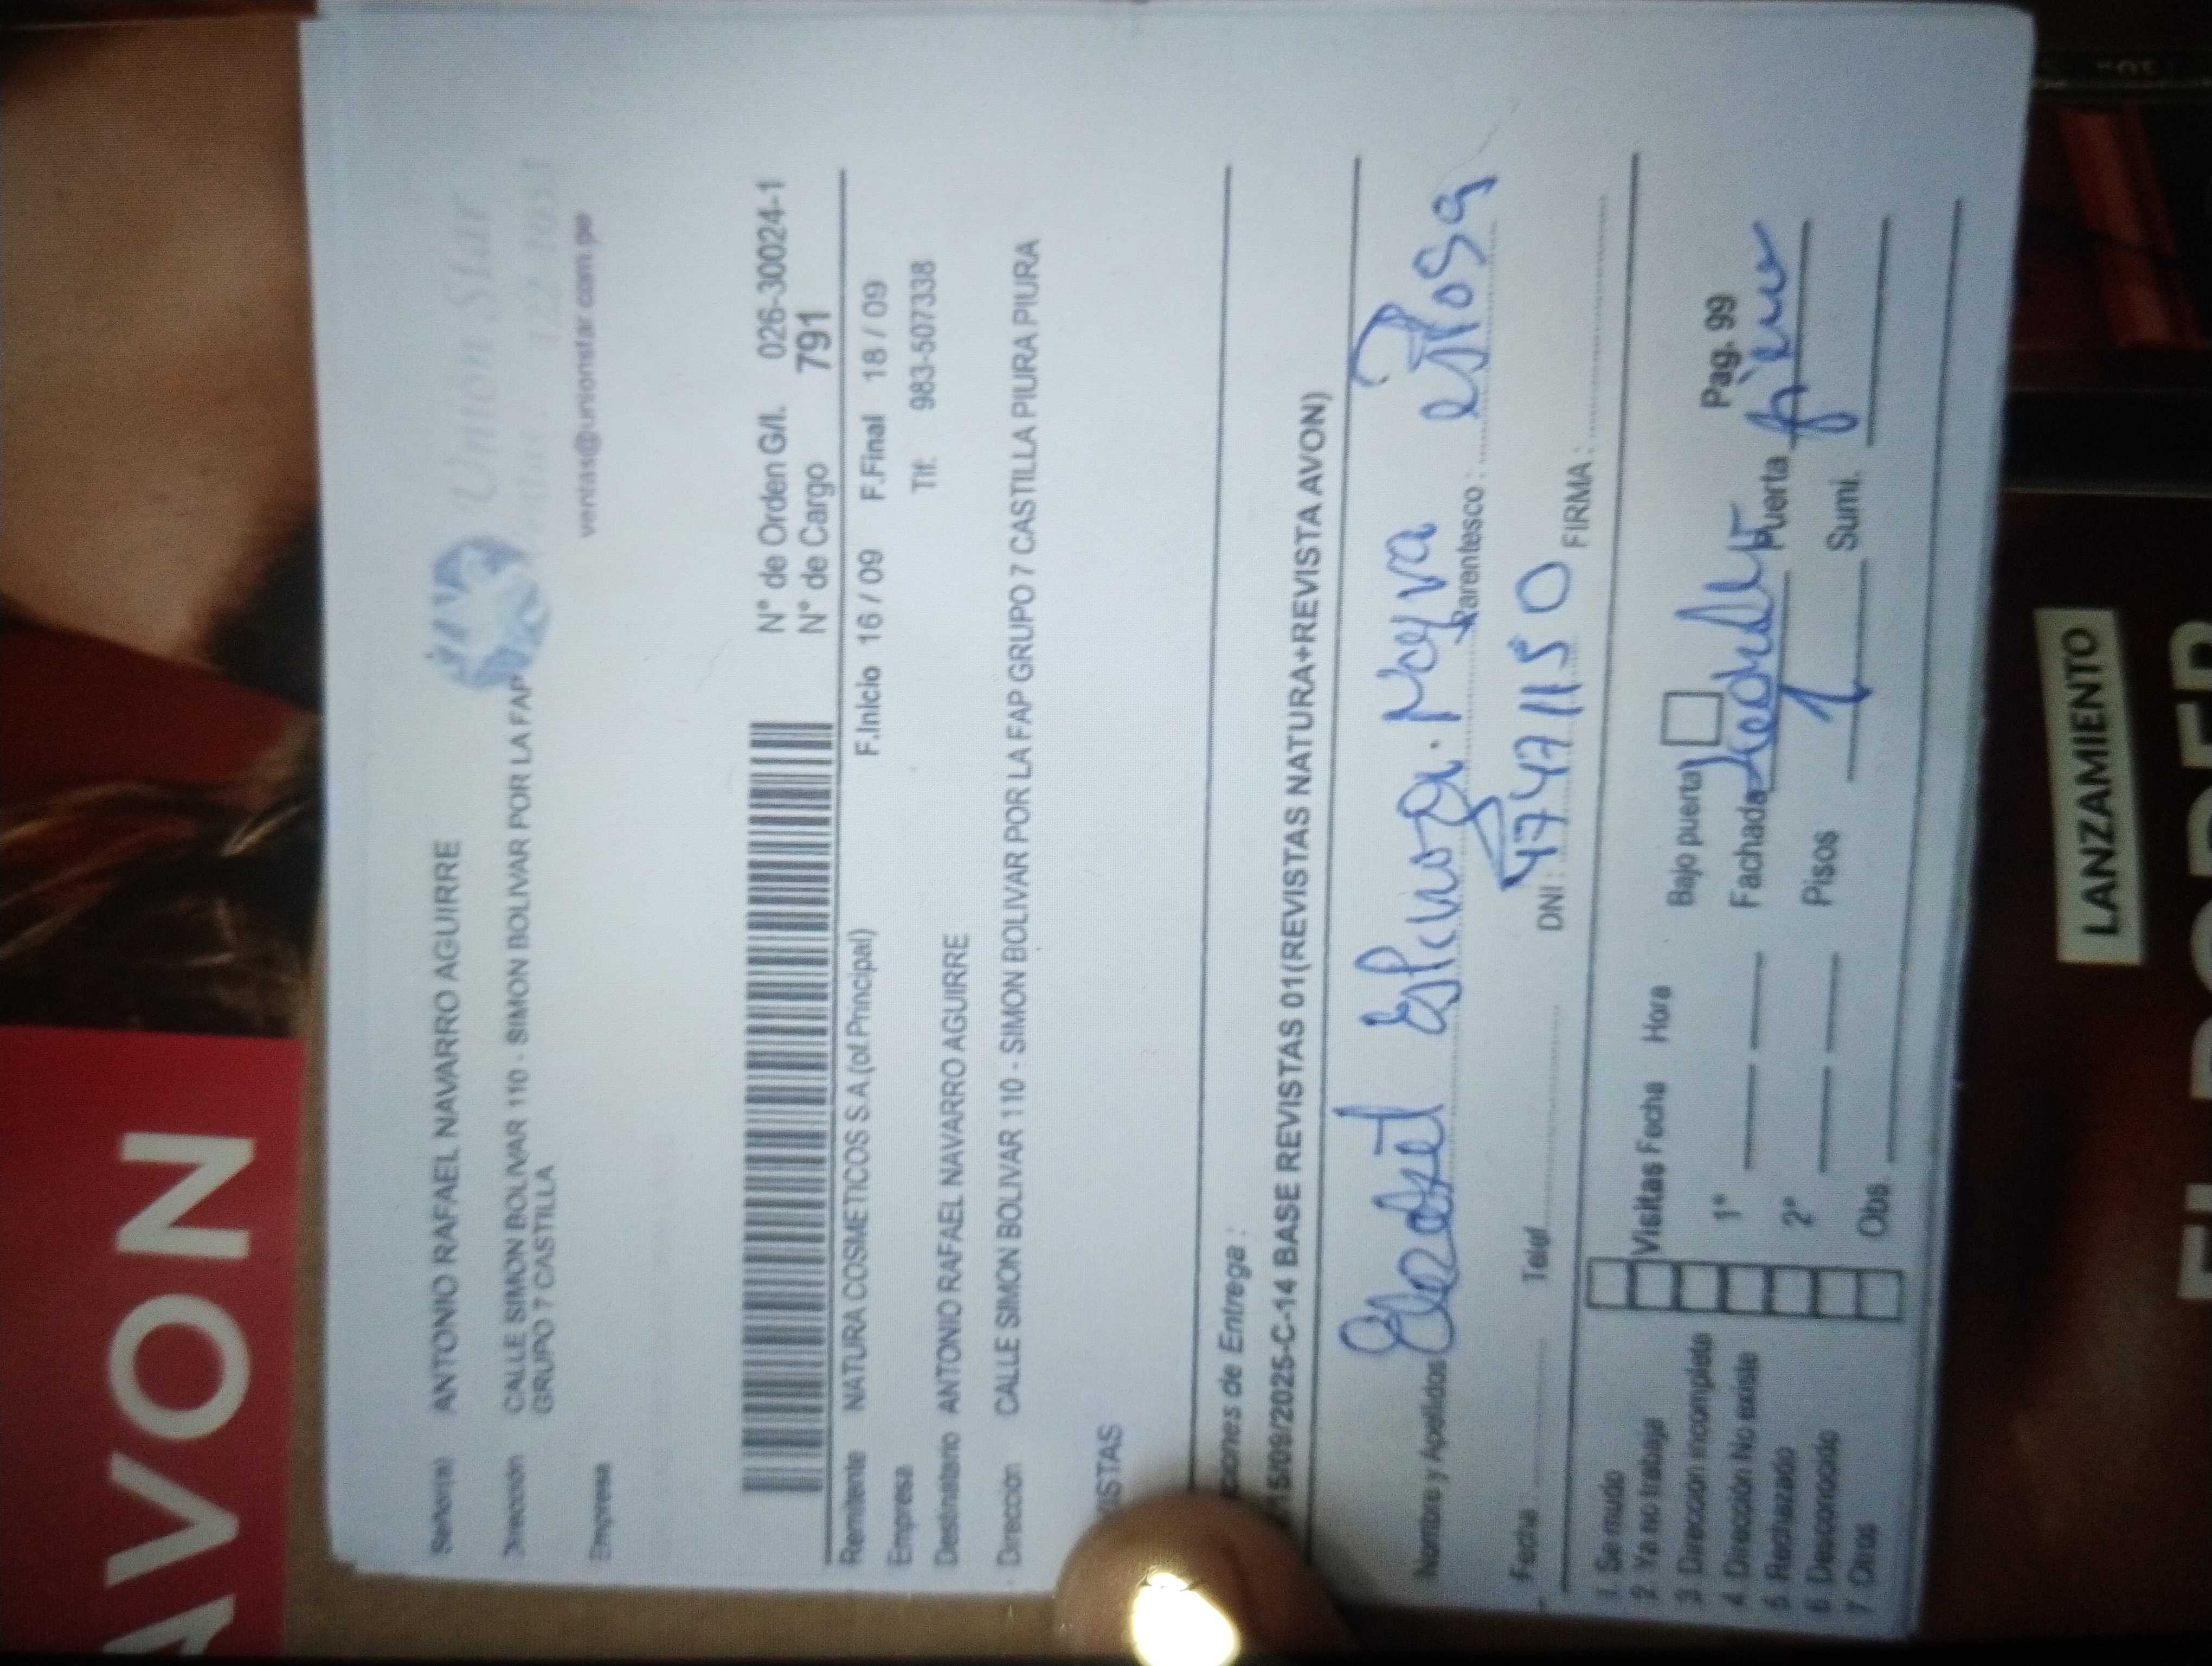 AVON
Señor(a) ANTONIO RAFAEL NAVARRO AGUIRRE
Dirección CALLE SIMON BOLIVAR 110 - SIMON BOLIVAR POR LA FAP
GRUPO 7 CASTILLA
Empresa
Union Star
ventas@unionstar.com.pe
N° de Orden G/I. 026-30024-1
N° de Cargo 791
Remitente NATURA COSMETICOS S.A.(of.Principal)
F.Inicio 16 / 09 F.Final 18 / 09
Empresa
Tlf: 983-507338
Destinatario ANTONIO RAFAEL NAVARRO AGUIRRE
Dirección CALLE SIMON BOLIVAR 110 - SIMON BOLIVAR POR LA FAP GRUPO 7 CASTILLA PIURA PIURA
ISTAS
ciones de Entrega :
15/09/2025-C-14 BASE REVISTAS 01(REVISTAS NATURA+REVISTA AVON)
Nombre y Apellidos Parentesco : esposa
Fecha Telef DNI : 47471150 FIRMA :
1. Se mudo
2. Ya no trabaja
3. Dirección incompleta
4. Dirección No existe
5. Rechazado
6. Desconocido
7. Otros
Visitas Fecha Hora
1°
2°
Obs
Bajo puerta Pag. 99
Fachada Puerta fierro
Pisos 1 Sumi.
LANZAMIENTO